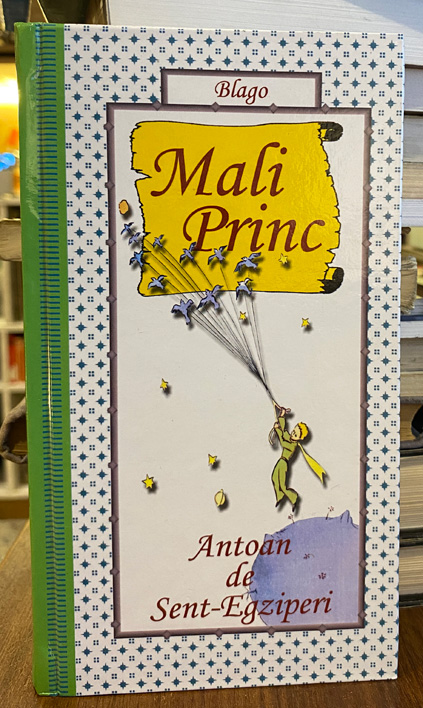 Blago
Mali
Princ
Antoan
de
Sent-Egziperi